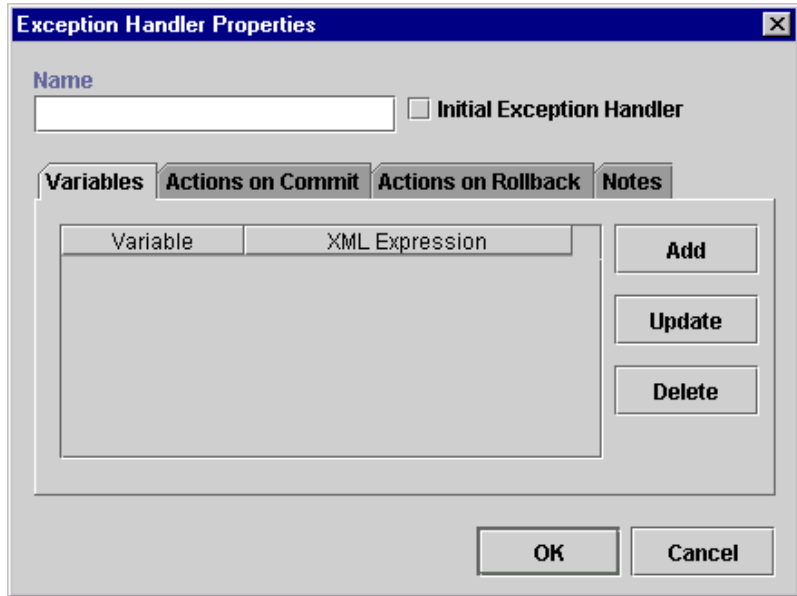 Exception Handler Properties
Name
Initial Exception Handler
Variables Actions on Commit Actions on Rollback Notes
Variable XML Expression
Add
Update
Delete
OK Cancel